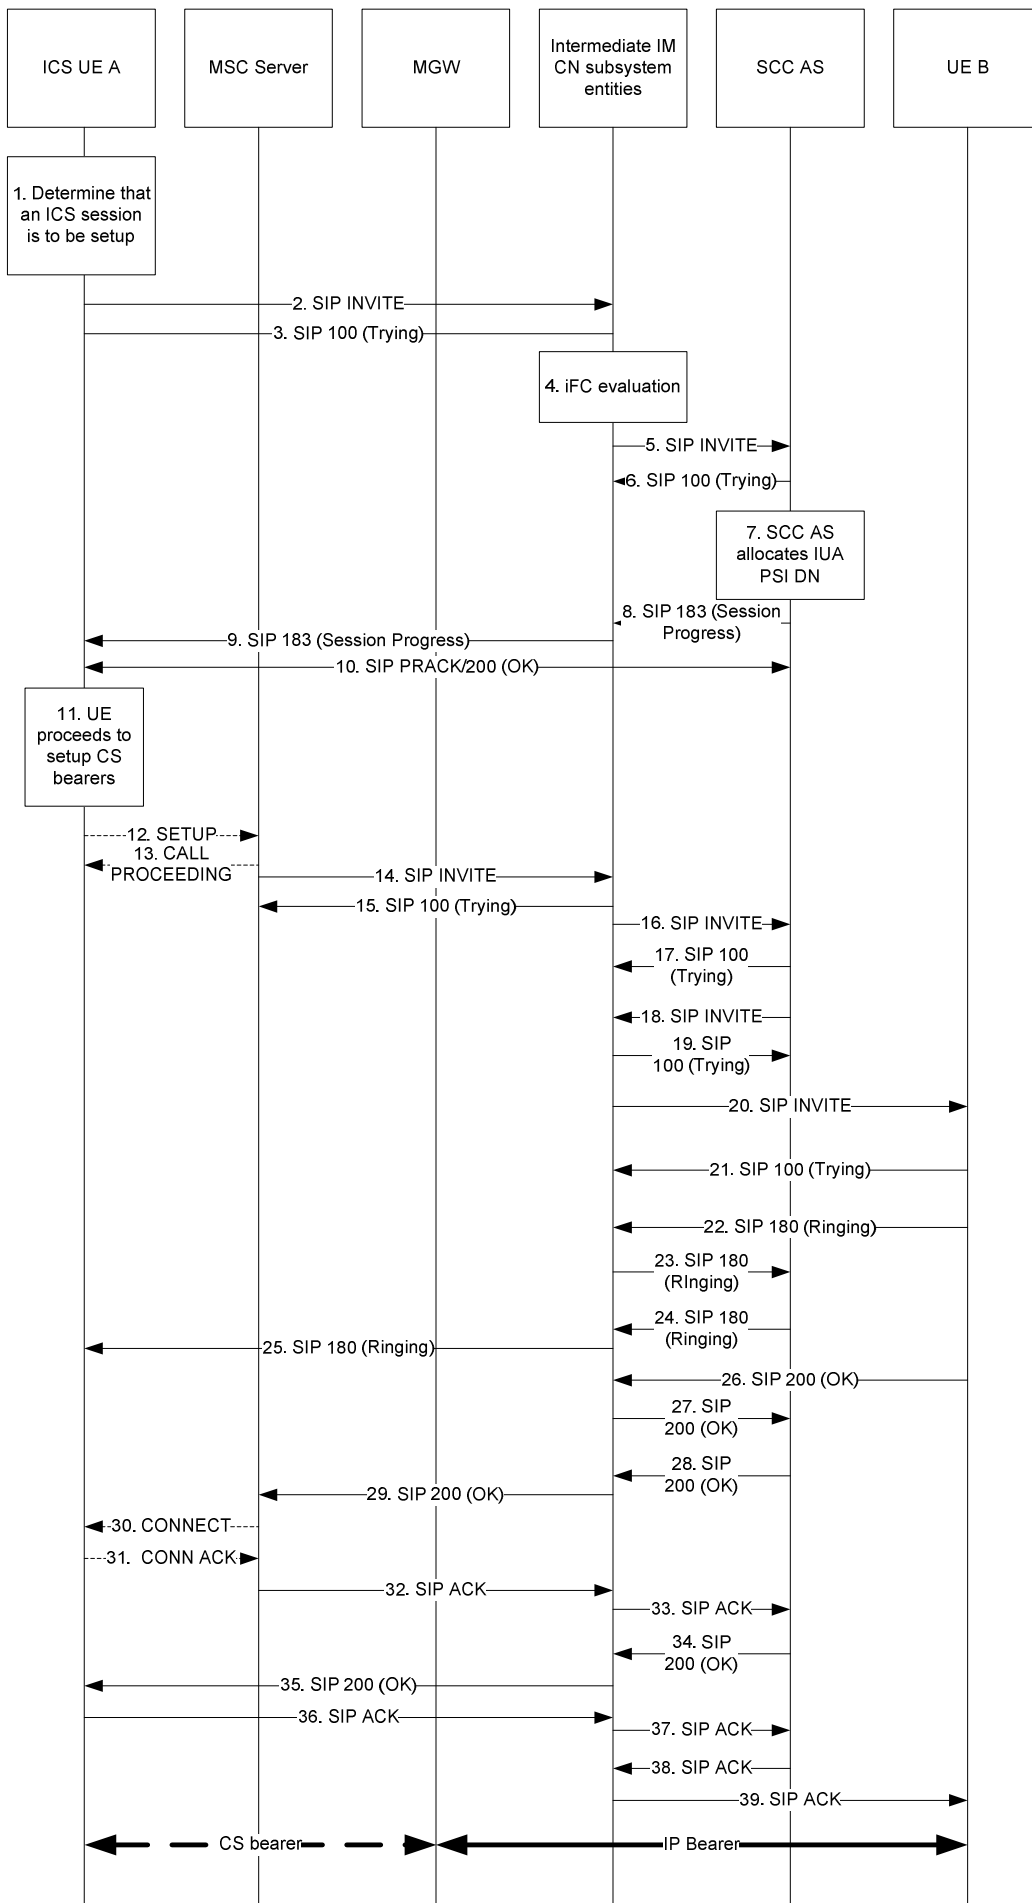 ICS UE A
MSC Server
MGW
Intermediate IM
CN subsystem
entities
SCC AS
UE B
1. Determine that
an ICS session
is to be setup
2. SIP INVITE
3. SIP 100 (Trying)
4. iFC evaluation
5. SIP INVITE
6. SIP 100 (Trying)
7. SCC AS
allocates IUA
PSI DN
8. SIP 183 (Session
Progress)
9. SIP 183 (Session Progress)
10. SIP PRACK/200 (OK)
11. UE
proceeds to
setup CS
bearers
12. SETUP
13. CALL
PROCEEDING
14. SIP INVITE
15. SIP 100 (Trying)
16. SIP INVITE
17. SIP 100
(Trying)
18. SIP INVITE
19. SIP
100 (Trying)
20. SIP INVITE
21. SIP 100 (Trying)
22. SIP 180 (Ringing)
23. SIP 180
(RInging)
24. SIP 180
(Ringing)
25. SIP 180 (Ringing)
26. SIP 200 (OK)
27. SIP
200 (OK)
28. SIP
200 (OK)
29. SIP 200 (OK)
30. CONNECT
31. CONN ACK
32. SIP ACK
33. SIP ACK
34. SIP
200 (OK)
35. SIP 200 (OK)
36. SIP ACK
37. SIP ACK
38. SIP ACK
39. SIP ACK
CS bearer
IP Bearer